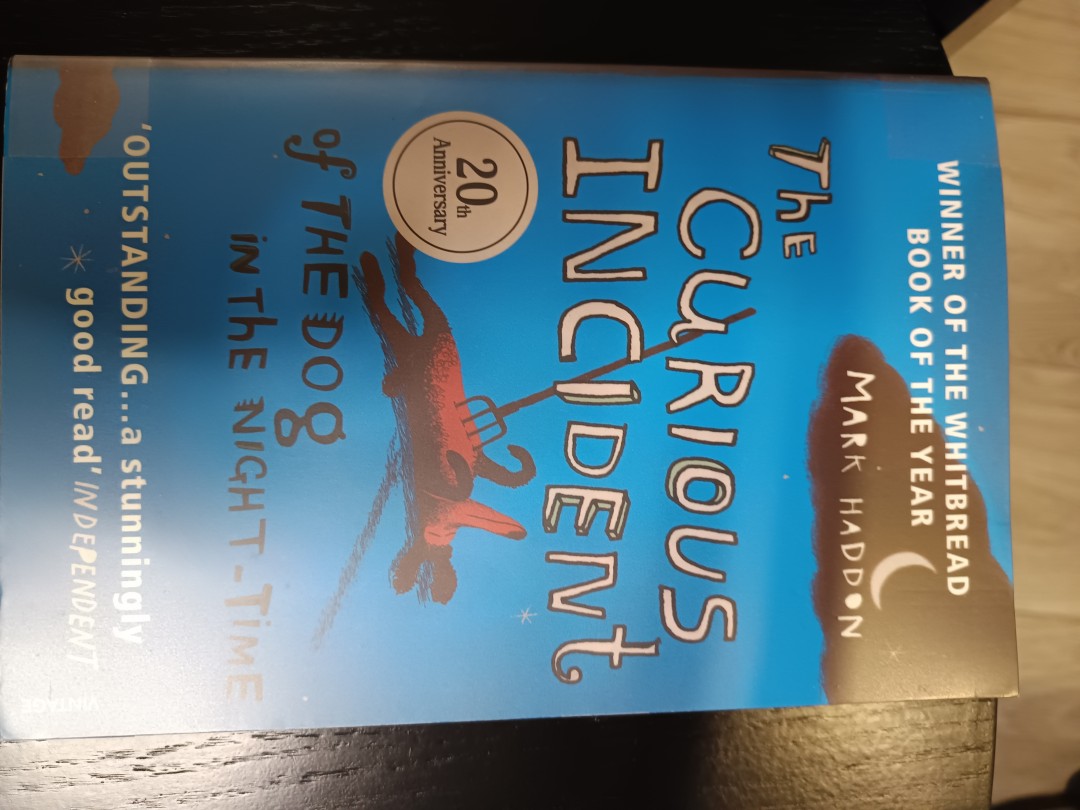 WINNER OF THE WHITBREAD
BOOK OF THE YEAR
MARK HADDON
The
CuRIOUS
INCIDENt
20th
Anniversary
of THE DOg
iN The NIGHT-TiME
'OUTSTANDING...a stunningly
good read' INDEPENDENT
VINTAGE